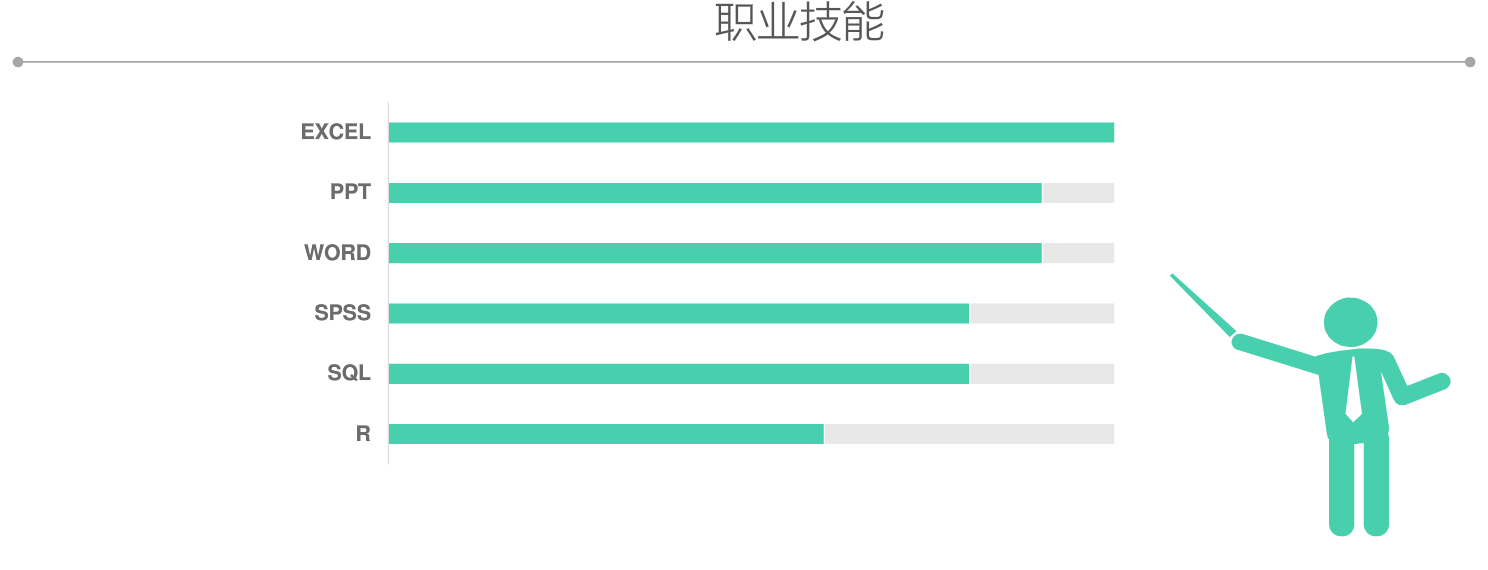 职业技能
EXCEL
PPT
WORD
SPSS
SQL
R